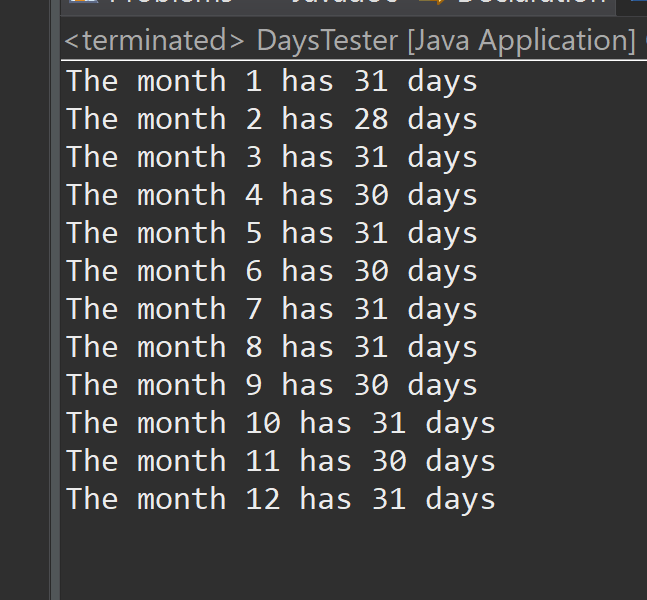 <terminated> DaysTester [Java Application]
The month 1 has 31 days
The month 2 has 28 days
The month 3 has 31 days
The month 4 has 30 days
The month 5 has 31 days
The month 6 has 30 days
The month 7 has 31 days
The month 8 has 31 days
The month 9 has 30 days
The month 10 has 31 days
The month 11 has 30 days
The month 12 has 31 days